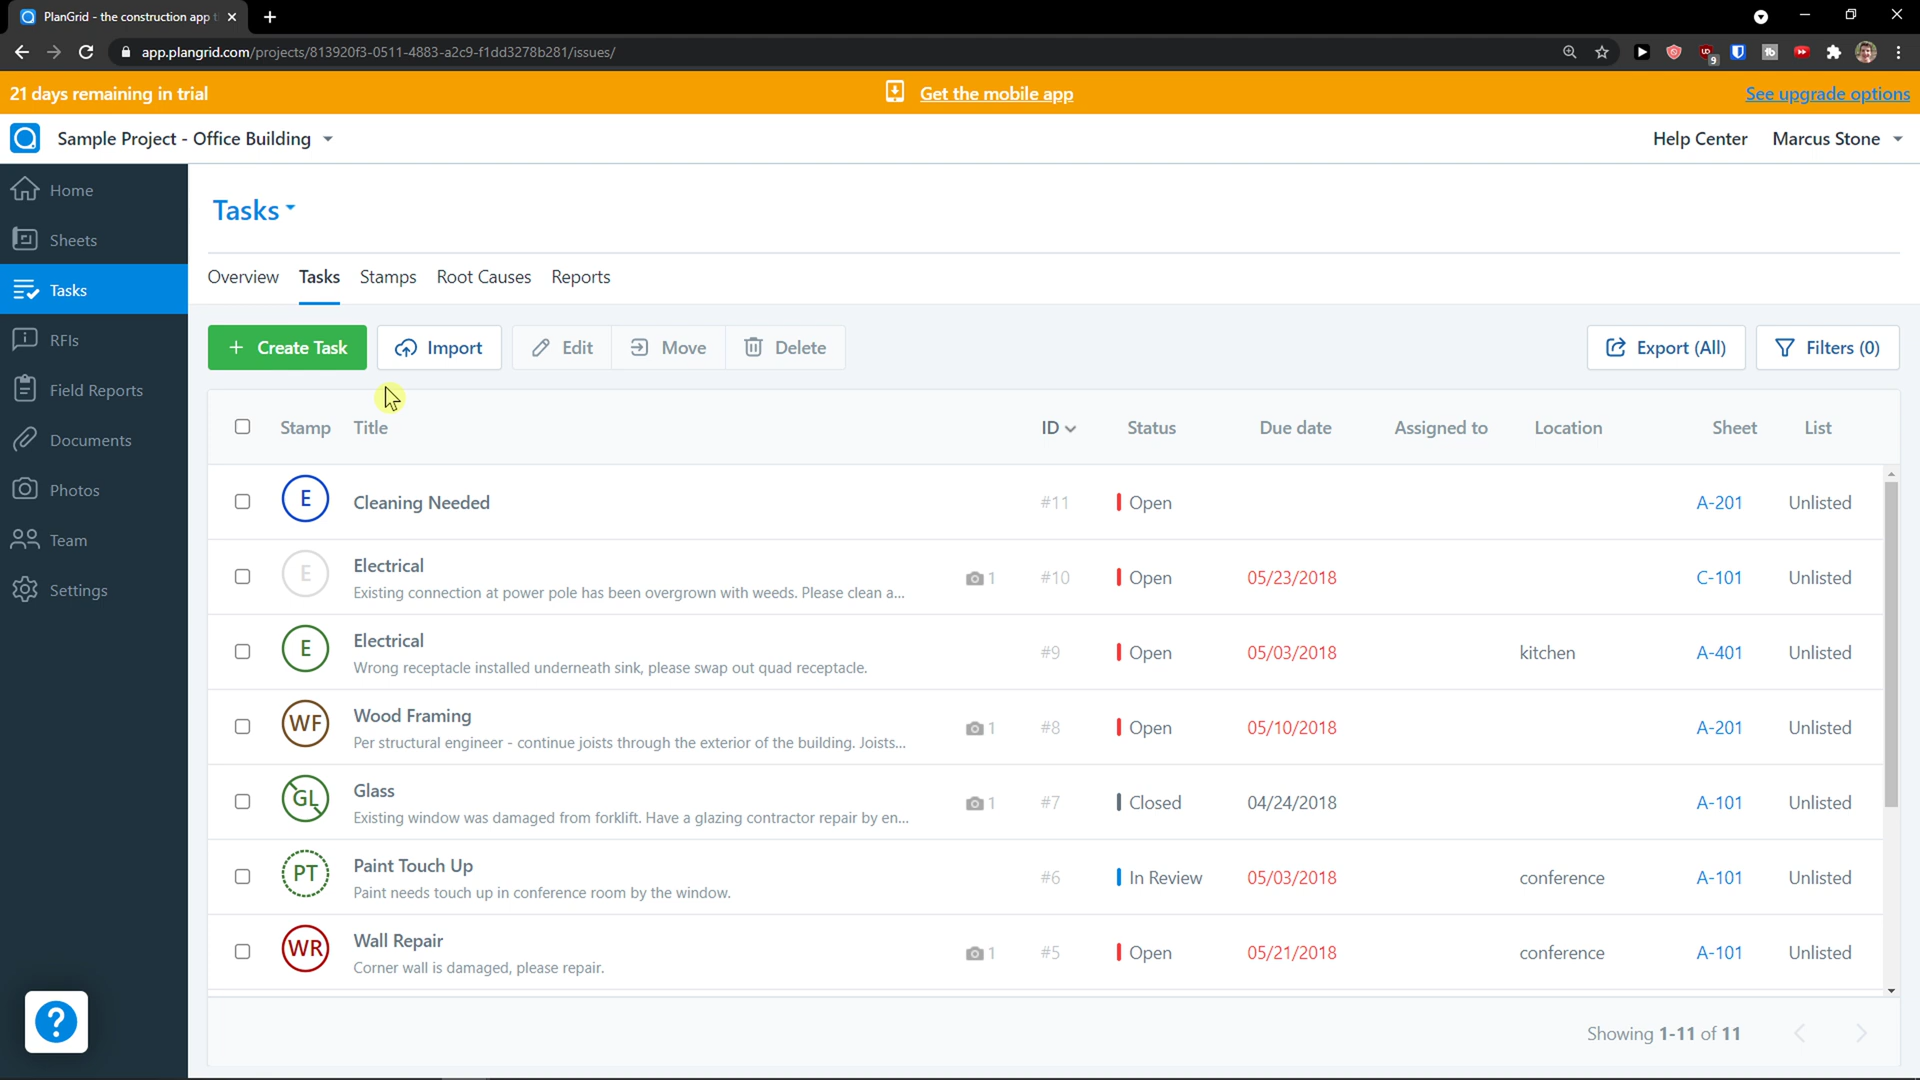 PlanGrid - the construction app t
app.plangrid.com/projects/813920f3-0511-4883-a2c9-f1dd3278b281/issues/
9
21 days remaining in trial
Get the mobile app
See upgrade options
Sample Project - Office Building
Help Center
Marcus Stone
Home
Sheets
Tasks
RFIs
Field Reports
Documents
Photos
Team
Settings
Tasks
Overview Tasks Stamps Root Causes Reports
+ Create Task
Import
Edit
Move
Delete
Export (All)
Filters (0)
Stamp Title ID Status Due date Assigned to Location Sheet List
E Cleaning Needed #11 Open A-201 Unlisted
E Electrical 1 #10 Open 05/23/2018 C-101 Unlisted
Existing connection at power pole has been overgrown with weeds. Please clean a...
E Electrical #9 Open 05/03/2018 kitchen A-401 Unlisted
Wrong receptacle installed underneath sink, please swap out quad receptacle.
WF Wood Framing 1 #8 Open 05/10/2018 A-201 Unlisted
Per structural engineer - continue joists through the exterior of the building. Joists...
GL Glass 1 #7 Closed 04/24/2018 A-101 Unlisted
Existing window was damaged from forklift. Have a glazing contractor repair by en...
PT Paint Touch Up #6 In Review 05/03/2018 conference A-101 Unlisted
Paint needs touch up in conference room by the window.
WR Wall Repair 1 #5 Open 05/21/2018 conference A-101 Unlisted
Corner wall is damaged, please repair.
?
Showing 1-11 of 11